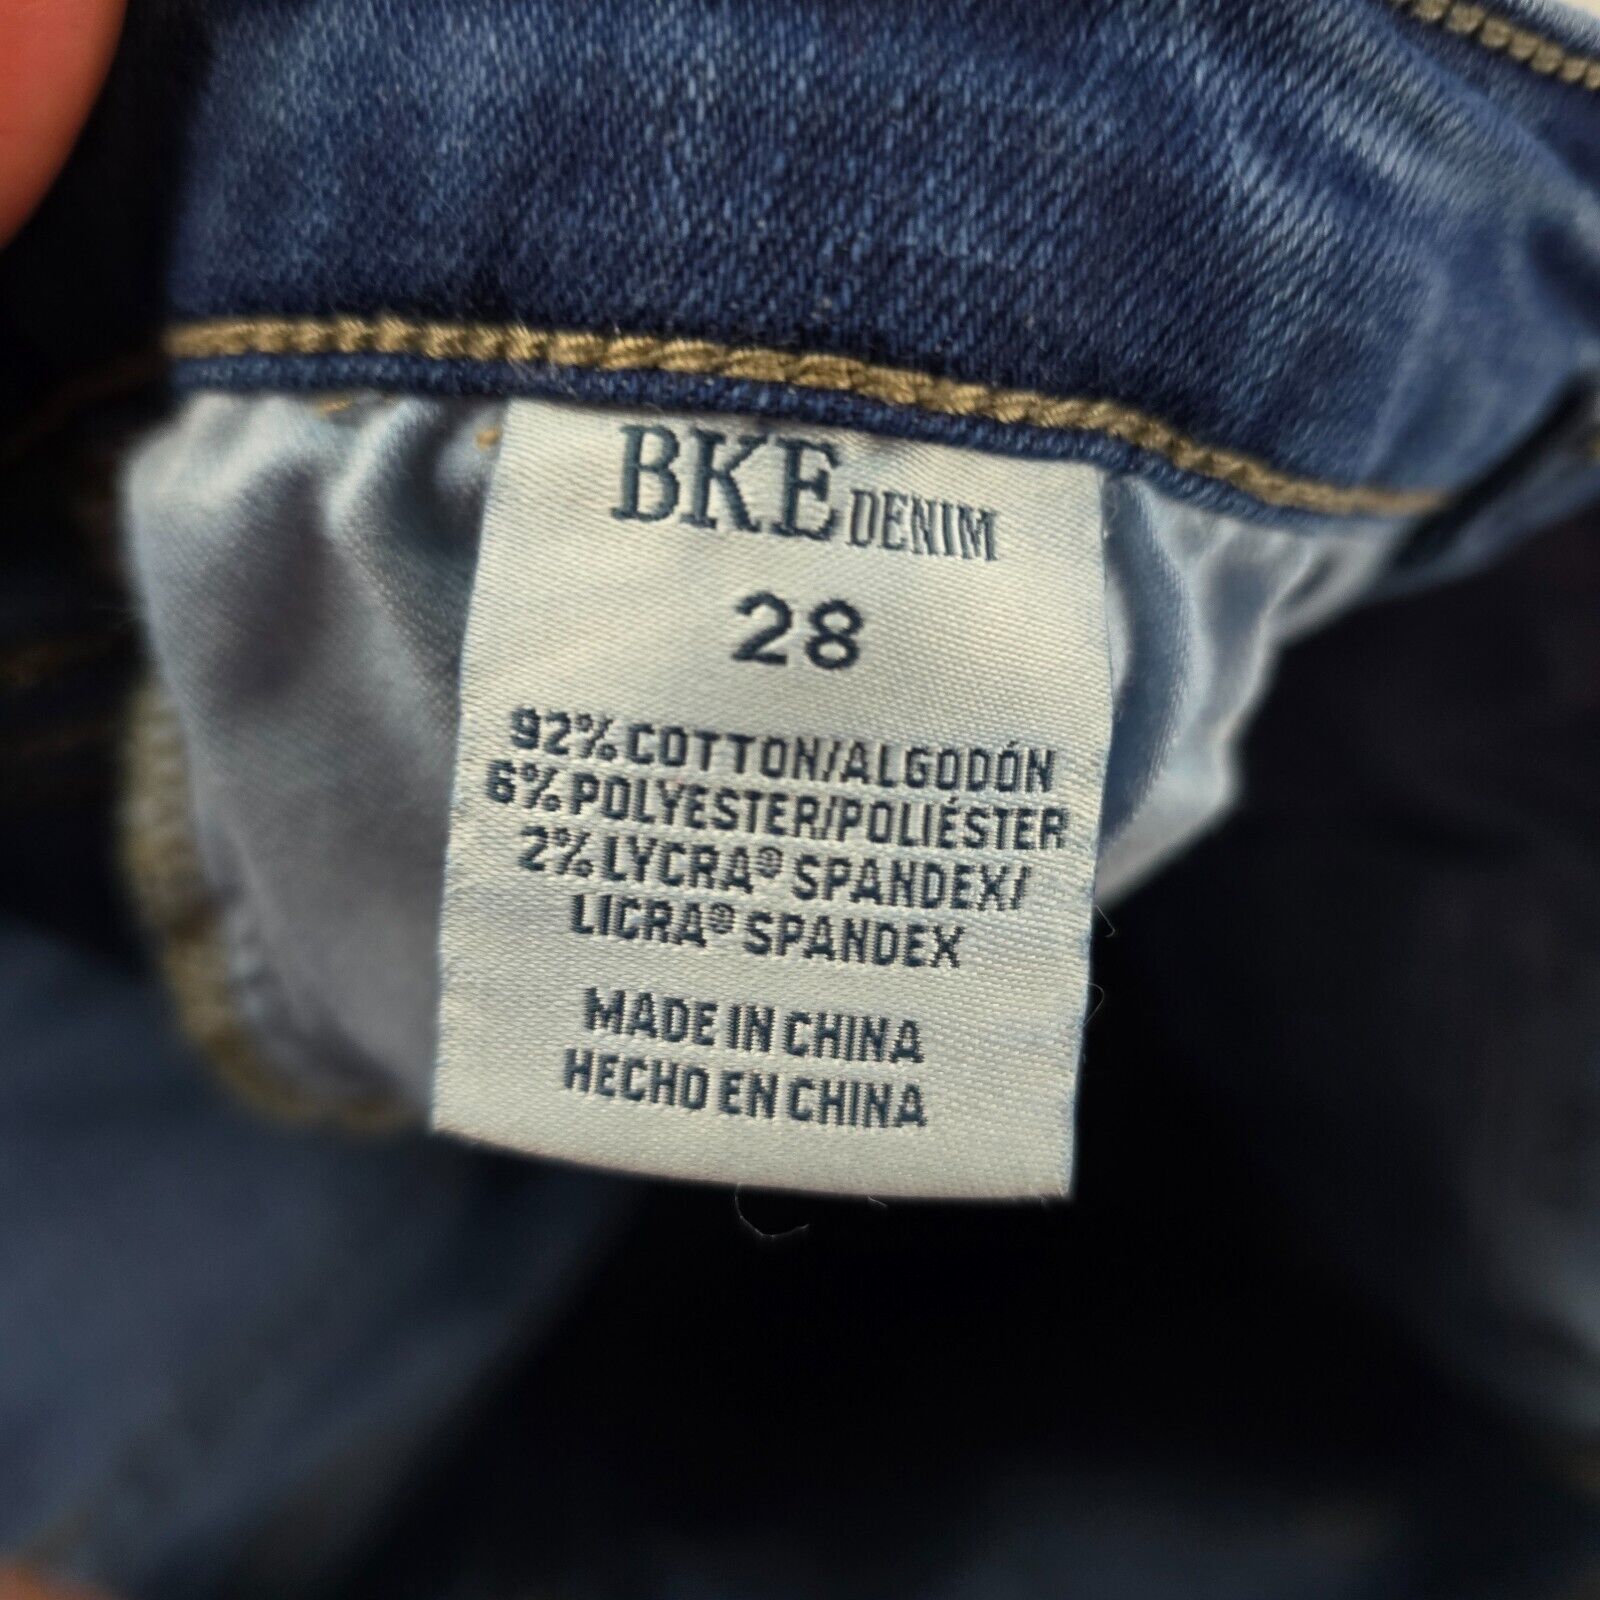 BKE DENIM
28
92% COTTON/ALGODÓN
6% POLYESTER/POLIÉSTER
2% LYCRA® SPANDEX/
LICRA® SPANDEX
MADE IN CHINA
HECHO EN CHINA